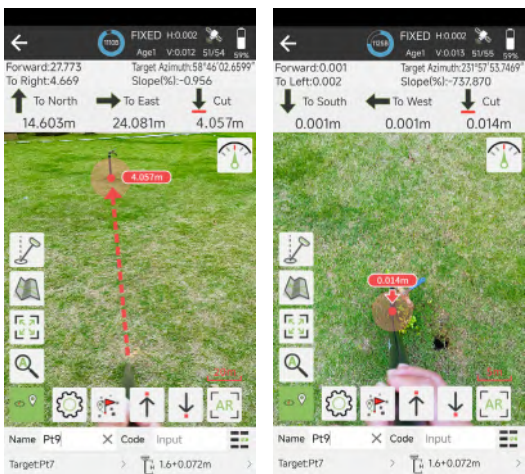 FIXED H:0.002
Age1 V:0.012 51/54 59%
Forward:27.773 Target Azimuth:58°46'02.6599"
To Right:4.669 Slope(%):-0.956
To North To East Cut
14.603m 24.081m 4.057m
4.057m
AR
Name Pt9 Code Input
Target:Pt7 1.6+0.072m
FIXED H:0.002
Age1 V:0.013 51/55 59%
Forward:0.001 Target Azimuth:231°57'53.7469"
To Left:0.002 Slope(%):-737.870
To South To West Cut
0.001m 0.001m 0.014m
0.014m
AR
Name Pt9 Code Input
Target:Pt7 1.6+0.072m